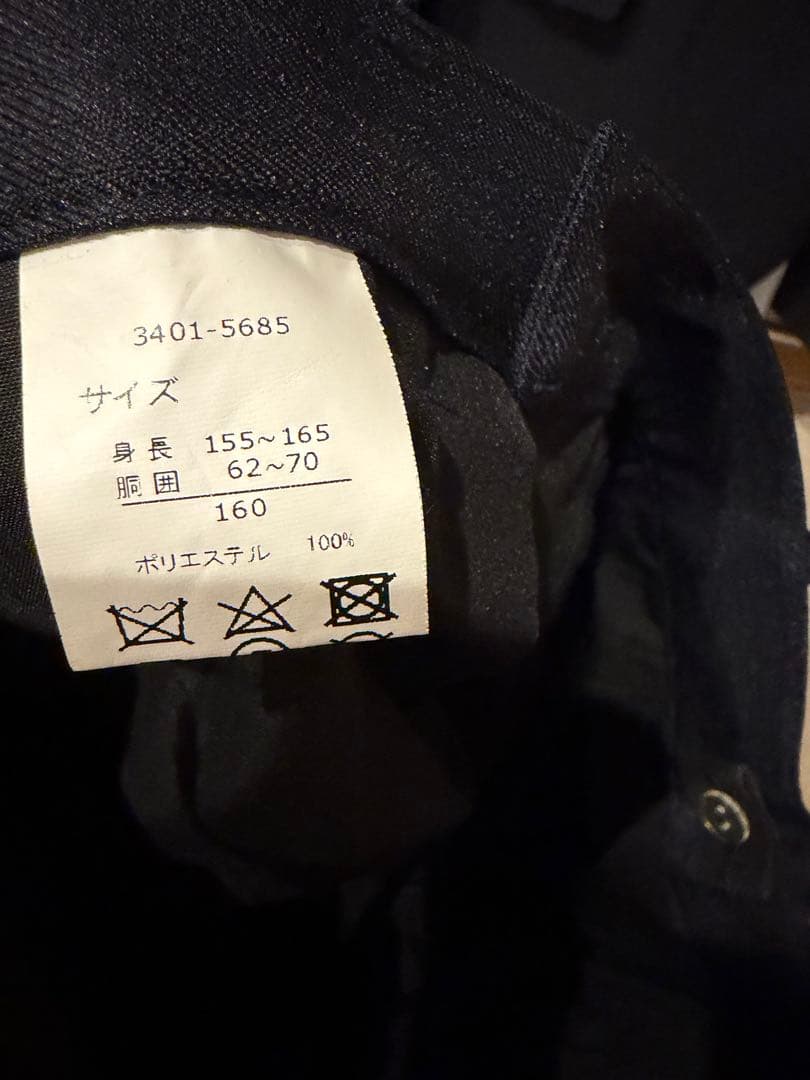 3401-5685
サイズ
身長 155～165
胴囲 62～70
160
ポリエステル 100%